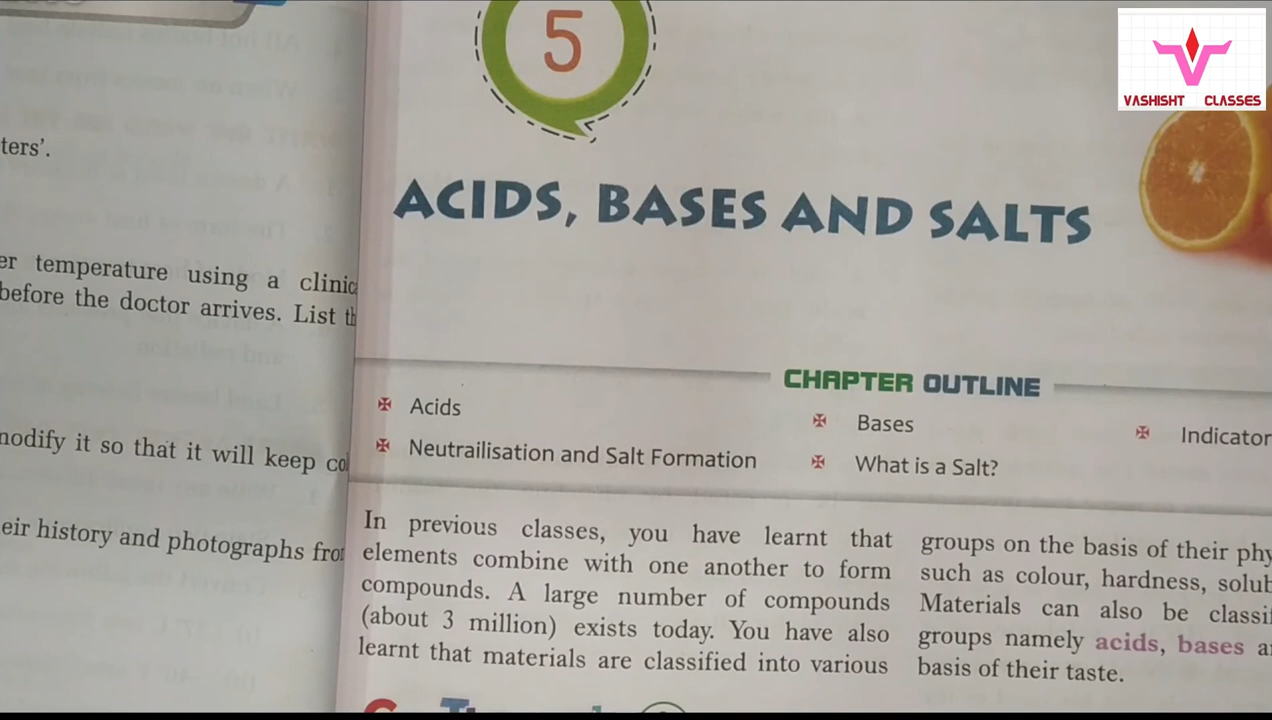 5
VASHISHT CLASSES
ters'.
er temperature using a
before the doctor arrives. List
modify it so that it will keep
eir history and photographs
ACIDS, BASES AND SALTS
CHAPTER OUTLINE
Acids
Bases
Indicator
Neutrailisation and Salt Formation
What is a Salt?
In previous classes, you have learnt that
elements combine with one another to form
compounds. A large number of compounds
(about 3 million) exists today. You have also
learnt that materials are classified into various
groups on the basis of their phy
such as colour, hardness, solub
Materials can also be classif
groups namely acids, bases a
basis of their taste.